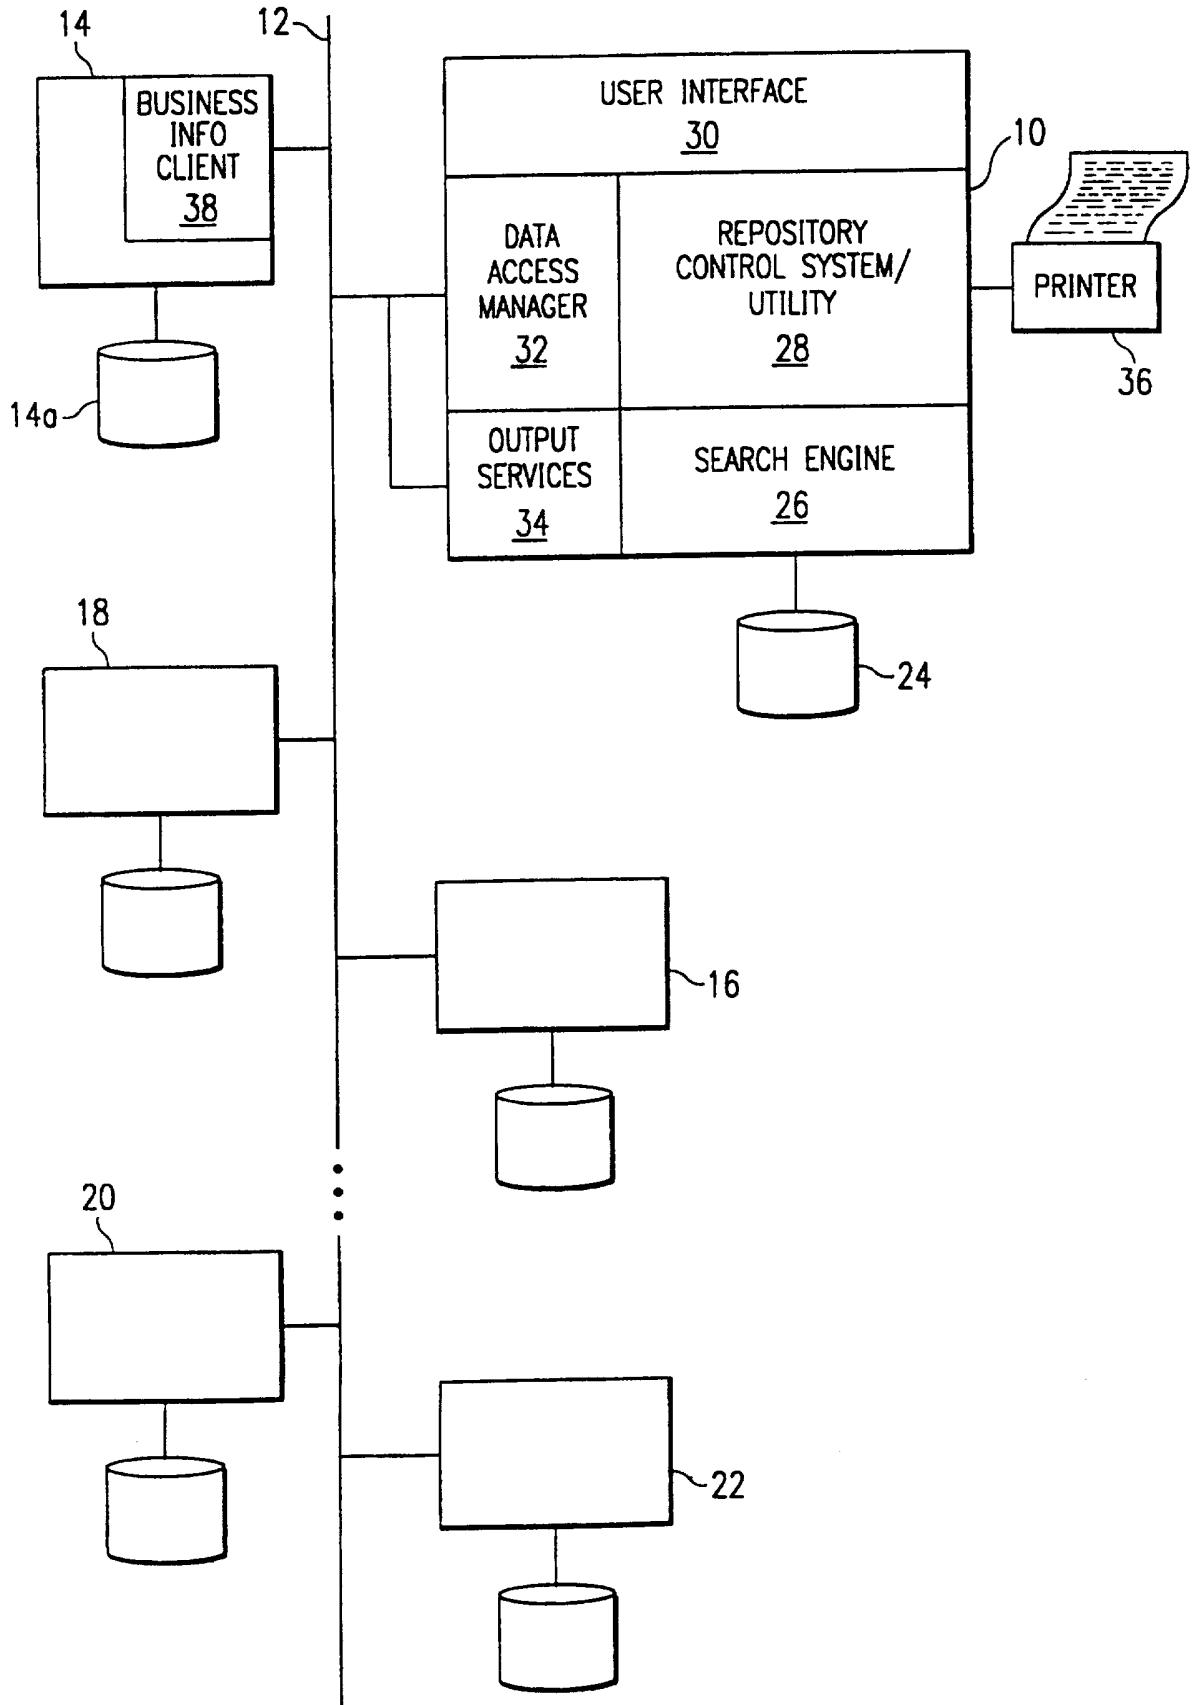 14
12
BUSINESS
INFO
CLIENT
38
14a
USER INTERFACE
30
10
DATA
ACCESS
MANAGER
32
REPOSITORY
CONTROL SYSTEM/
UTILITY
28
PRINTER
36
OUTPUT
SERVICES
34
SEARCH ENGINE
26
24
18
16
20
22